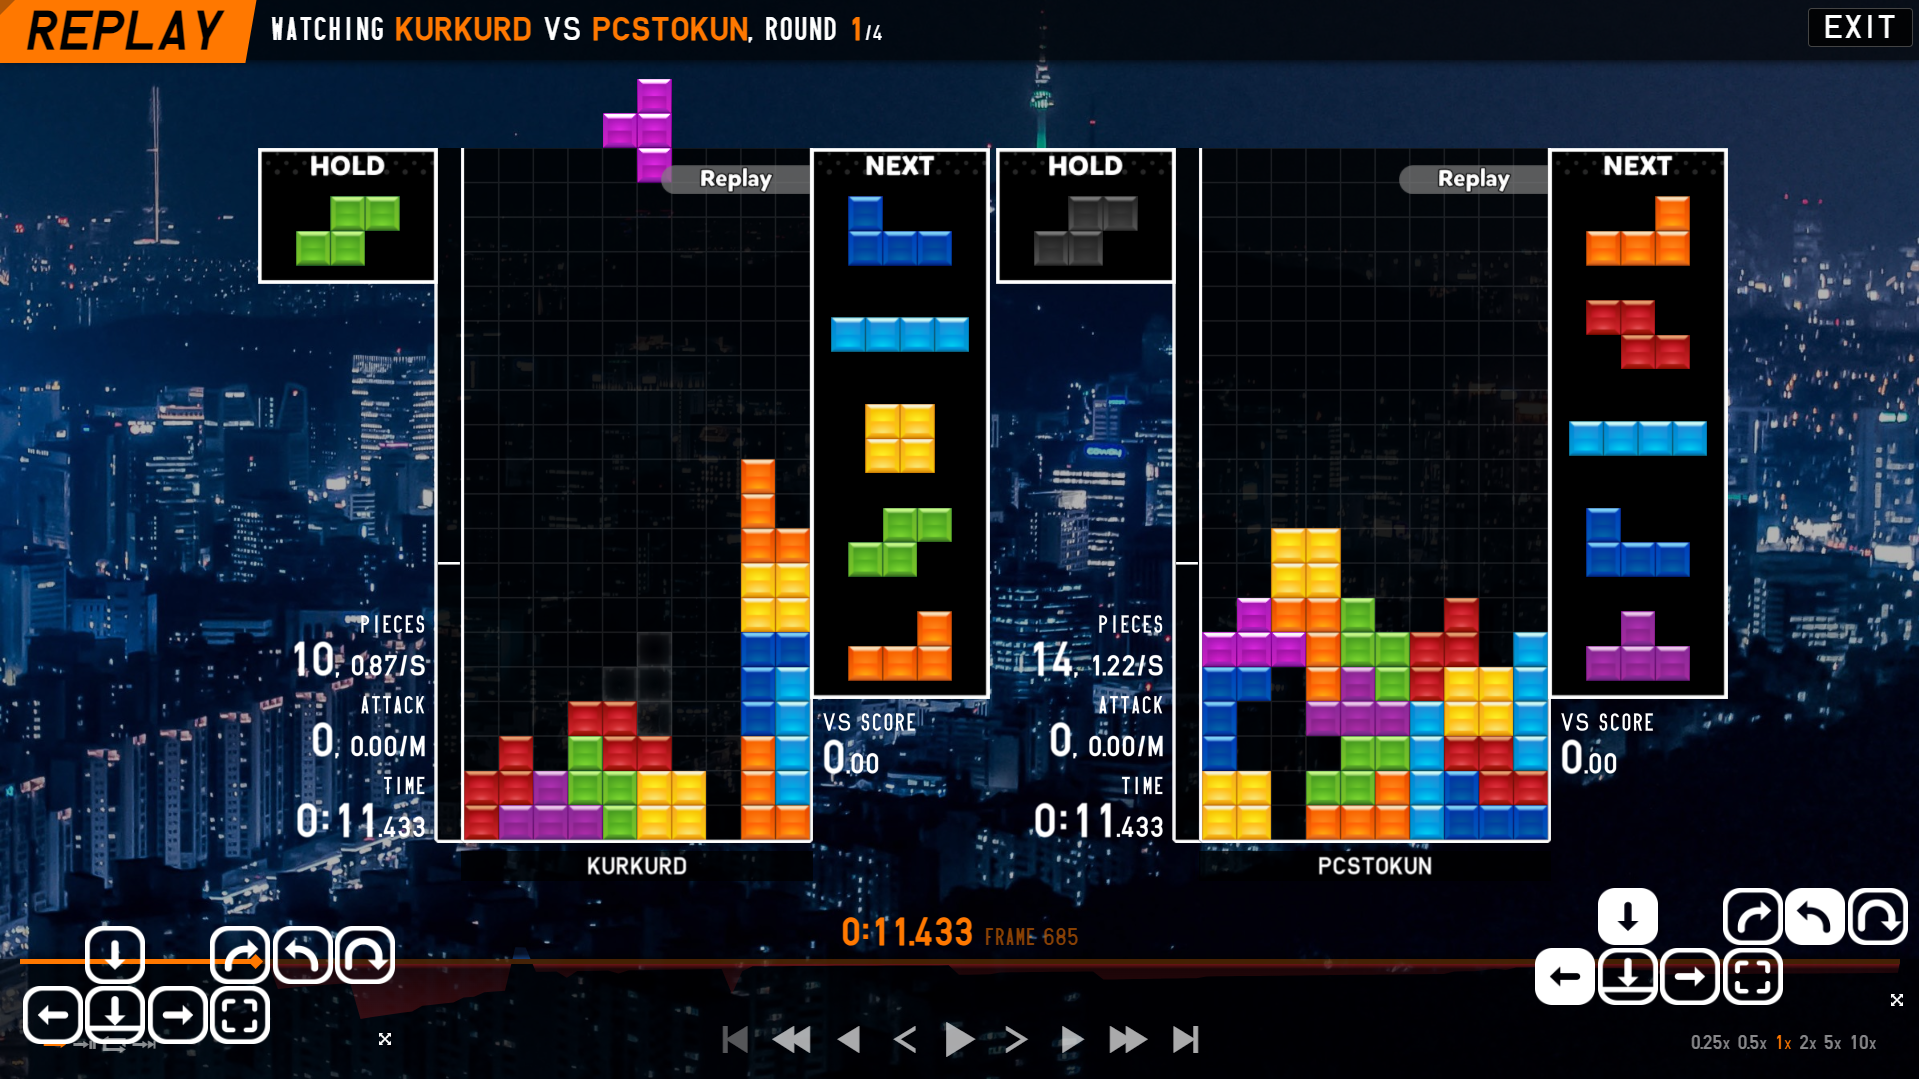 REPLAY
WATCHING KURKURD VS PCSTOKUN, ROUND 1/4
EXIT
HOLD
Replay
NEXT
PIECES
10, 0.87/S
ATTACK
0, 0.00/M
TIME
0:11.433
VS SCORE
0.00
KURKURD
HOLD
Replay
NEXT
PIECES
14, 1.22/S
ATTACK
0, 0.00/M
TIME
0:11.433
VS SCORE
0.00
PCSTOKUN
0:11.433 FRAME 685
0.25x 0.5x 1x 2x 5x 10x